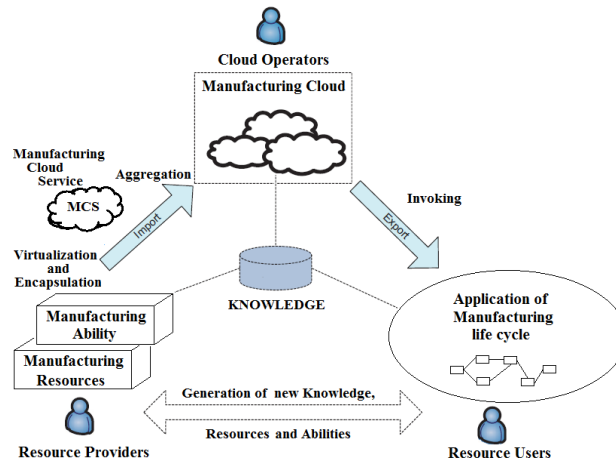 Cloud Operators
Manufacturing Cloud
Manufacturing
Cloud
Service
MCS
Aggregation
Import
Virtualization
and
Encapsulation
Invoking
Export
KNOWLEDGE
Manufacturing
Ability
Manufacturing
Resources
Application of
Manufacturing
life cycle
Generation of new Knowledge,
Resources and Abilities
Resource Providers
Resource Users